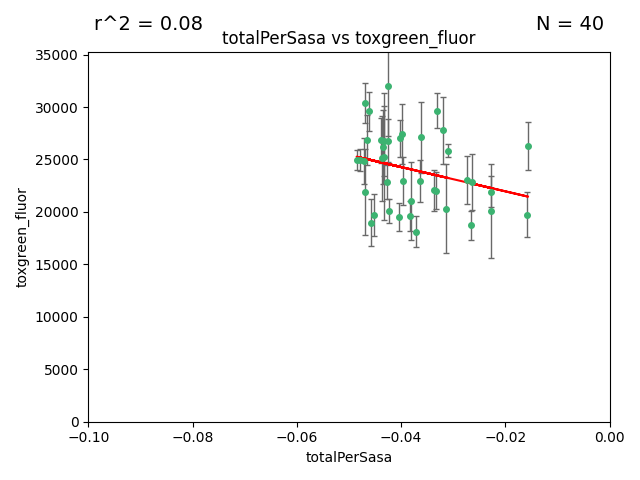 r^2 = 0.08
N = 40
totalPerSasa vs toxgreen_fluor
35000
30000
25000
20000
15000
10000
5000
0
toxgreen_fluor
−0.10
−0.08
−0.06
−0.04
−0.02
0.00
totalPerSasa